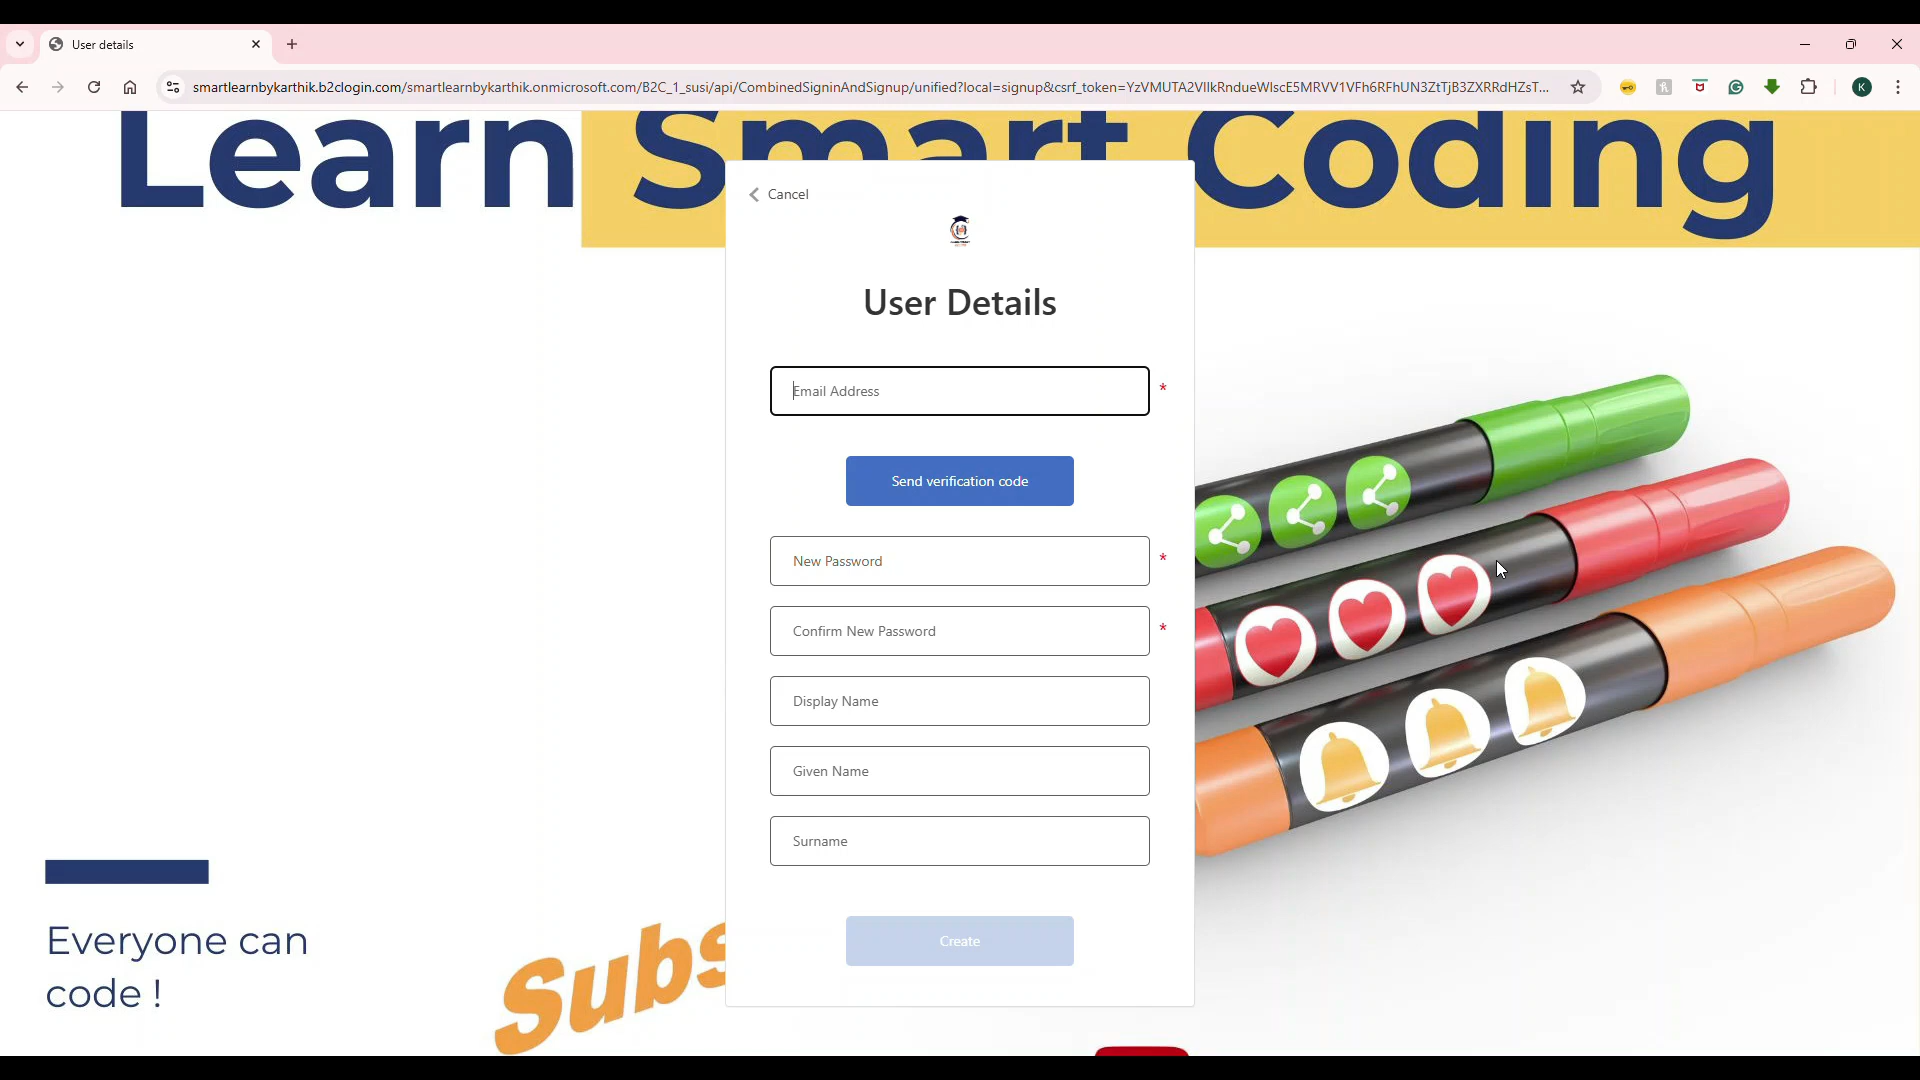 User details
smartlearnbykarthik.b2clogin.com/smartlearnbykarthik.onmicrosoft.com/B2C_1_susi/api/CombinedSigninAndSignup/unified?local=signup&csrf_token=YzVMUTA2VllkRndueWlscE5MRVV1VFh6RFhUN3ZtTjB3ZXRRdHZsT...
K
Learn Smart Coding
Cancel
User Details
Email Address *
Send verification code
New Password *
Confirm New Password *
Display Name
Given Name
Surname
Create
Everyone can
code !
Subs